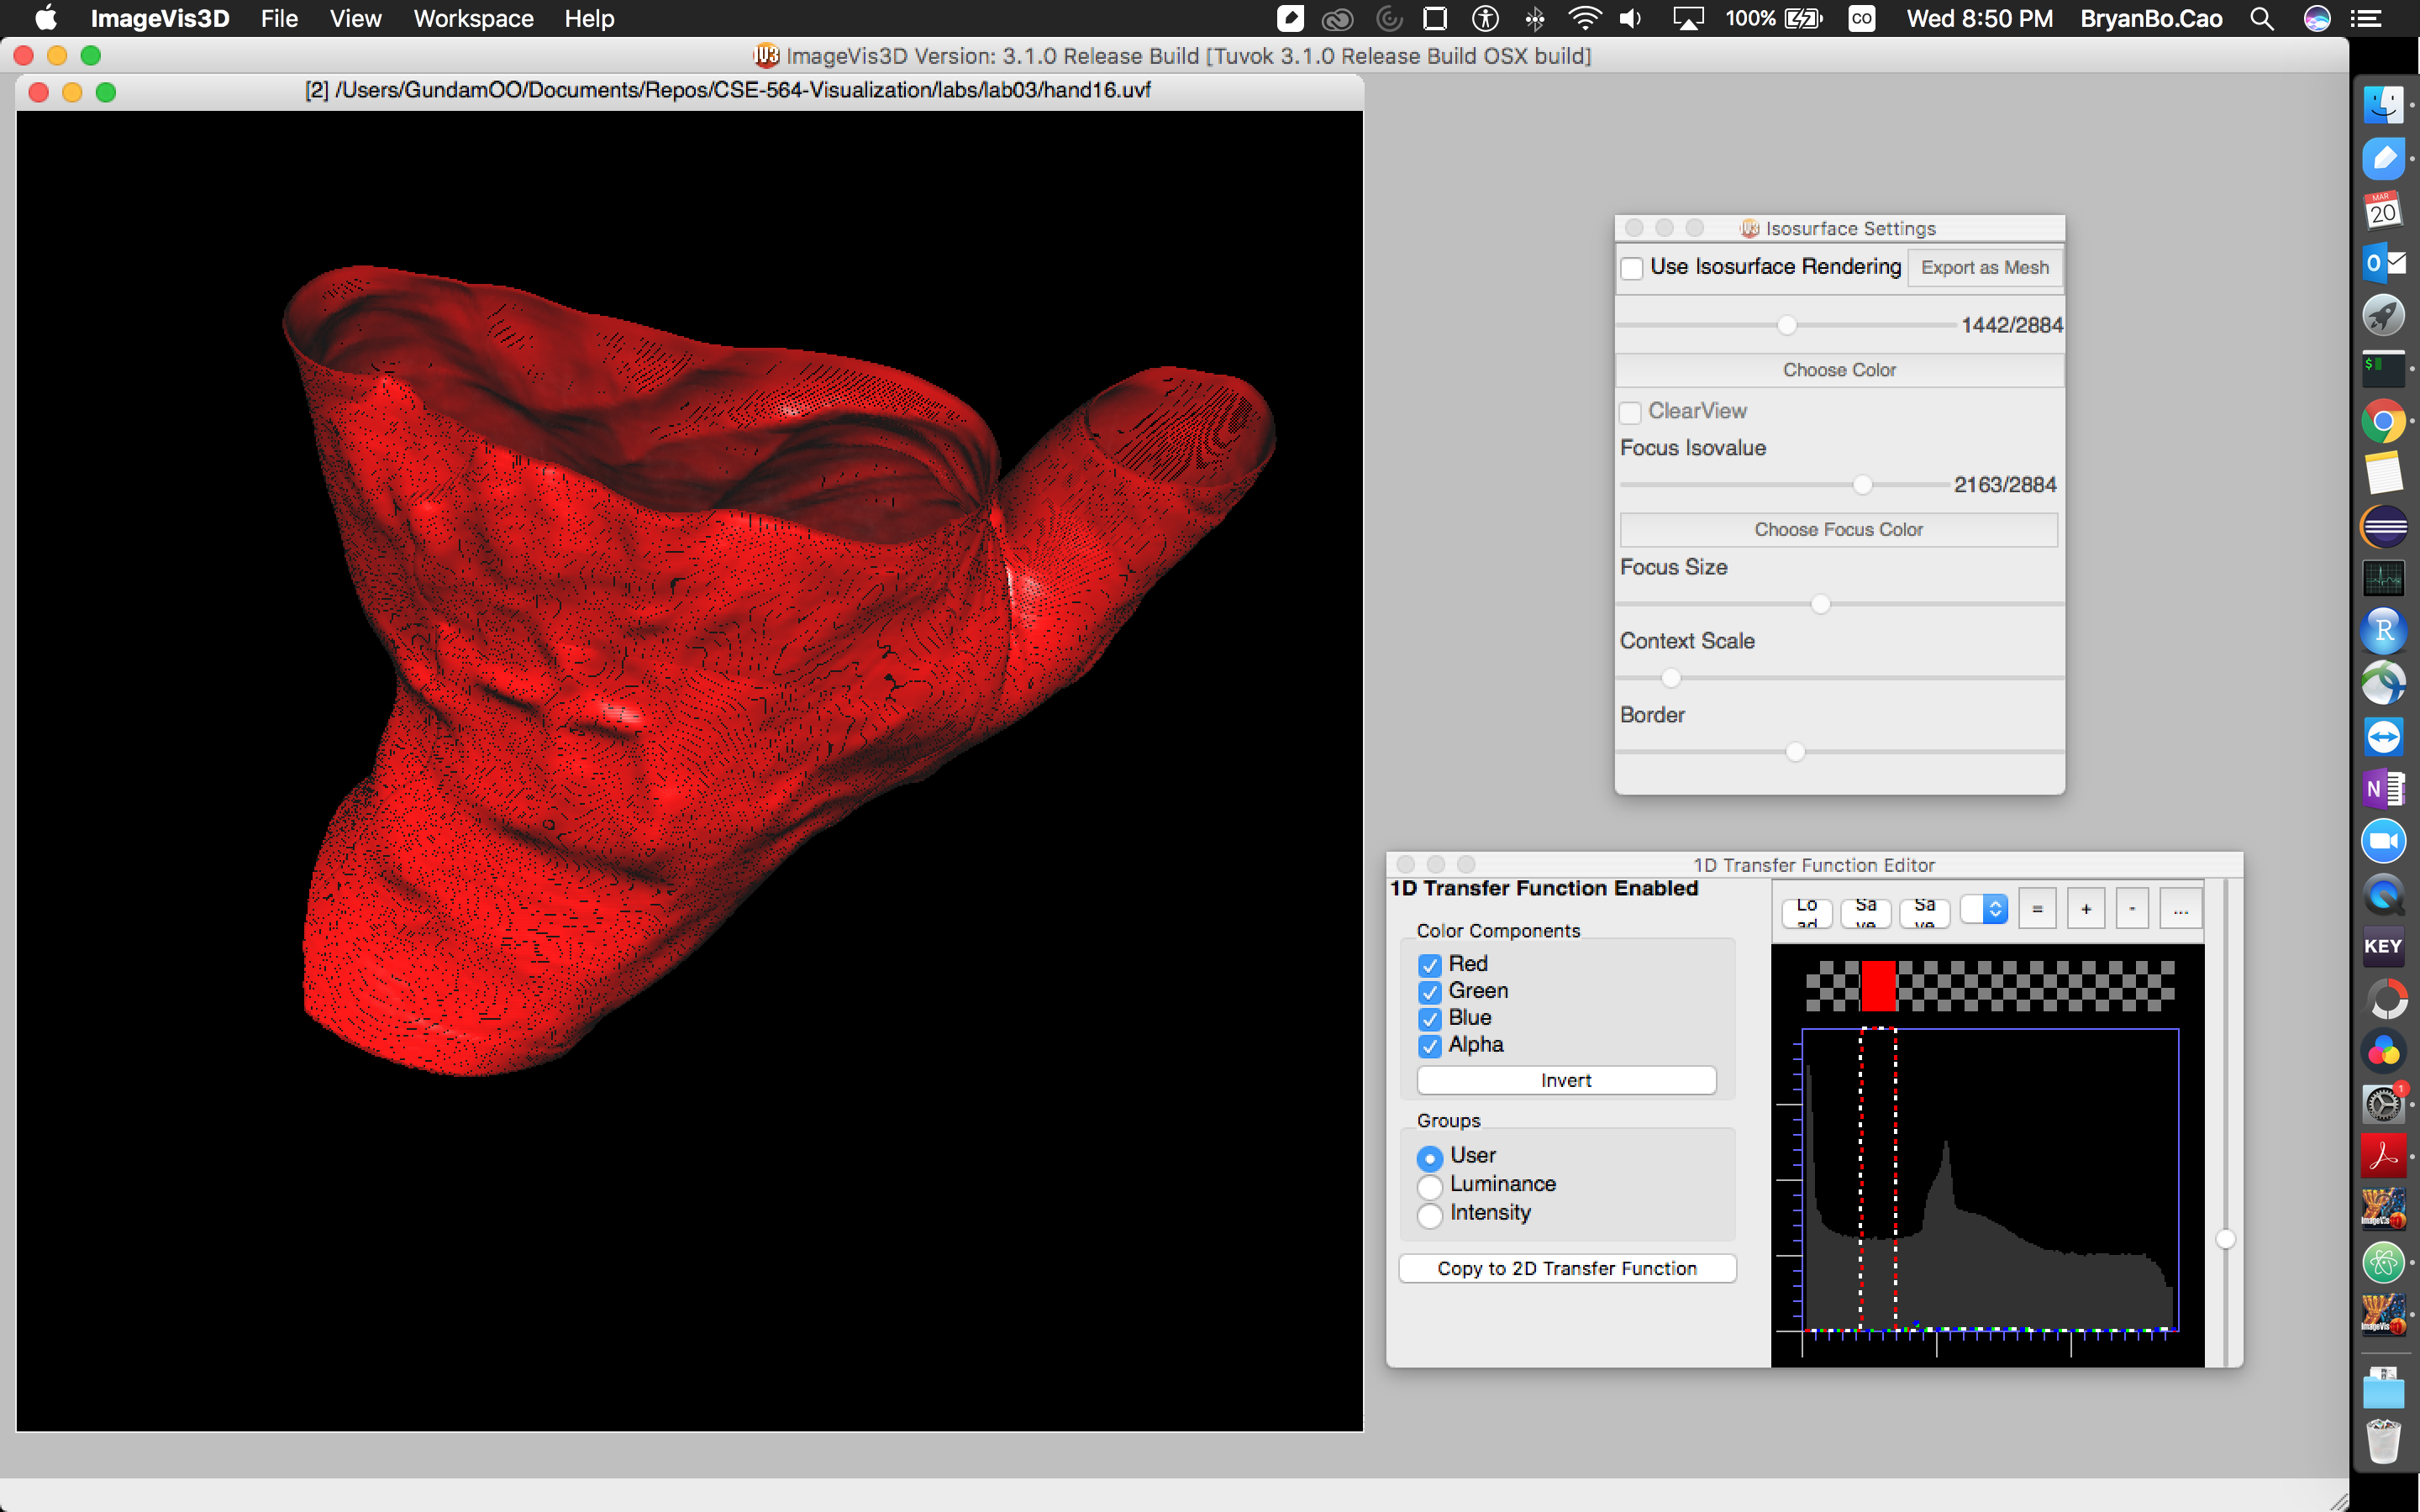 ImageVis3D File View Workspace Help 100% CO Wed 8:50 PM BryanBo.Cao
IV3 ImageVis3D Version: 3.1.0 Release Build [Tuvok 3.1.0 Release Build OSX build]
[2] /Users/GundamOO/Documents/Repos/CSE-564-Visualization/labs/lab03/hand16.uvf
IV3 Isosurface Settings
Use Isosurface Rendering Export as Mesh
1442/2884
Choose Color
ClearView
Focus Isovalue
2163/2884
Choose Focus Color
Focus Size
Context Scale
Border
1D Transfer Function Editor
1D Transfer Function Enabled
Color Components
Red
Green
Blue
Alpha
Invert
Groups
User
Luminance
Intensity
Copy to 2D Transfer Function
Lo
ad
Sa
ve
Sa
ve
= + - ...
MAR
20
O
$
R
N
KEY
1